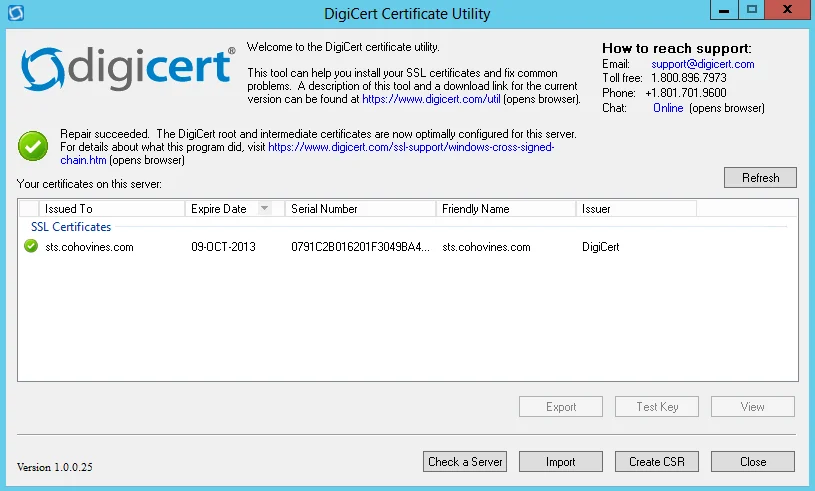 DigiCert Certificate Utility
digicert®
Welcome to the DigiCert certificate utility.
This tool can help you install your SSL certificates and fix common
problems. A description of this tool and a download link for the current
version can be found at https://www.digicert.com/util (opens browser).
How to reach support:
Email: support@digicert.com
Toll free: 1.800.896.7973
Phone: +1.801.701.9600
Chat: Online (opens browser)
Repair succeeded. The DigiCert root and intermediate certificates are now optimally configured for this server.
For details about what this program did, visit https://www.digicert.com/ssl-support/windows-cross-signed-
chain.htm (opens browser)
Refresh
Your certificates on this server:
Issued To Expire Date Serial Number Friendly Name Issuer
SSL Certificates
sts.cohovines.com 09-OCT-2013 0791C2B016201F3049BA4... sts.cohovines.com DigiCert
Export Test Key View
Version 1.0.0.25
Check a Server Import Create CSR Close